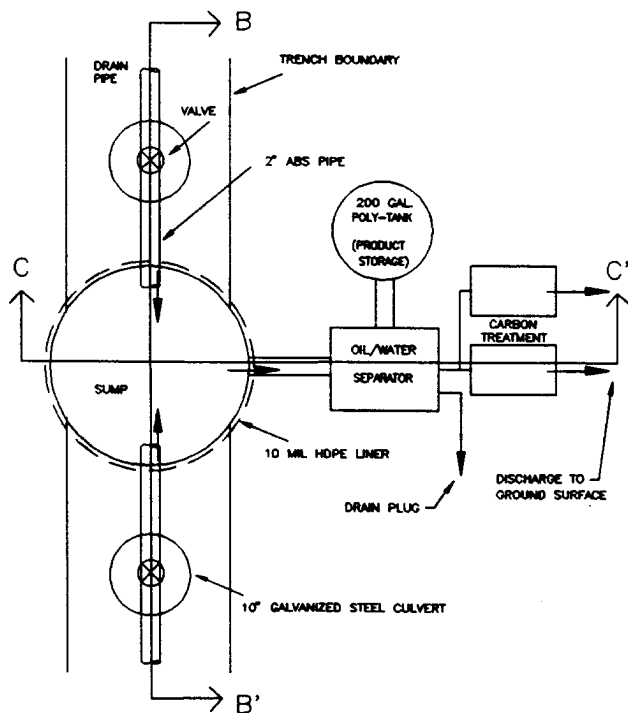 B
DRAIN
PIPE
TRENCH BOUNDARY
VALVE
2" ABS PIPE
200 GAL.
POLY-TANK
(PRODUCT
STORAGE)
C
C'
CARBON
TREATMENT
OIL/WATER
SEPARATOR
SUMP
10 MIL HDPE LINER
DISCHARGE TO
GROUND SURFACE
DRAIN PLUG
10" GALVANIZED STEEL CULVERT
B'